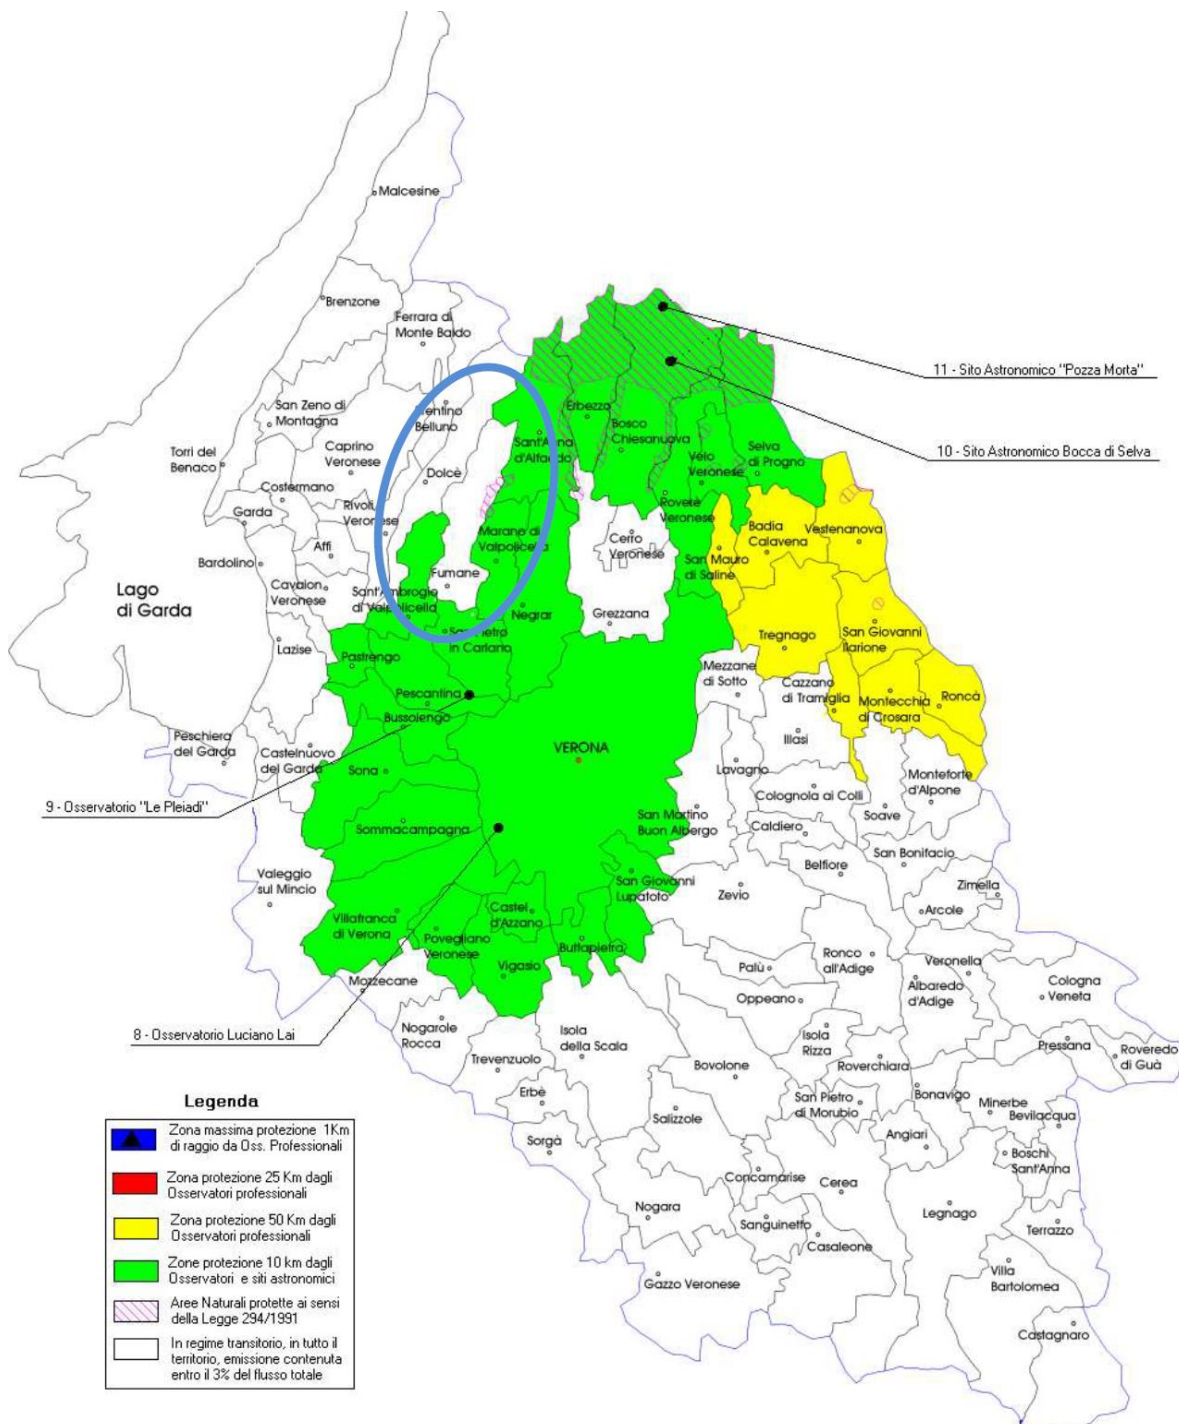 Malcesine
Brenzone
Ferrara di
Monte Baldo
11 - Sito Astronomico "Pozza Morta"
San Zeno di
Montagna
Brentino
Belluno
Erbezzo
Bosco
Chiesanuova
Sant'Anna
d'Alfaedo
Torri del
Benaco
Caprino
Veronese
Dolcè
Velo
Veronese
Selva
di Progno
10 - Sito Astronomico Bocca di Selva
Costermano
Garda
Rivoli
Veronese
Roverè
Veronese
Marano di
Valpolicella
Cerro
Veronese
Badia
Calavena
Vestenanova
Affi
Bardolino
San Mauro
di Saline
Lago
di Garda
Cavaion
Veronese
Fumane
Sant'Ambrogio
di Valpolicella
Negrar
Grezzana
San Pietro
in Cariano
Tregnago
San Giovanni
Ilarione
Lazise
Pastrengo
Mezzane
di Sotto
Cazzano
di Tramiglia
Montecchia
di Crosara
Roncà
Pescantina
Bussolengo
Illasi
Peschiera
del Garda
Castelnuovo
del Garda
VERONA
Sona
Lavagno
Monteforte
d'Alpone
9 - Osservatorio "Le Pleiadi"
Colognola ai Colli
Soave
Sommacampagna
San Martino
Buon Albergo
Caldiero
San Bonifacio
Belfiore
Valeggio
sul Mincio
San Giovanni
Lupatoto
Zevio
Zimella
Arcole
Villafranca
di Verona
Castel
d'Azzano
Povegliano
Veronese
Buttapietra
Vigasio
Palù
Ronco
all'Adige
Veronella
Albaredo
d'Adige
Cologna
Veneta
Mozzecane
Oppeano
8 - Osservatorio Luciano Lai
Nogarole
Rocca
Isola
della Scala
Isola
Rizza
Pressana
Roveredo
di Guà
Trevenzuolo
Bovolone
Roverchiara
Erbè
Salizzole
San Pietro
di Morubio
Bonavigo
Minerbe
Bevilacqua
Sorgà
Angiari
Boschi
Sant'Anna
Concamarise
Cerea
Nogara
Sanguinetto
Legnago
Terrazzo
Casaleone
Gazzo Veronese
Villa
Bartolomea
Castagnaro
Legenda
Zona massima protezione 1Km
di raggio da Oss. Professionali
Zona protezione 25 Km dagli
Osservatori professionali
Zona protezione 50 Km dagli
Osservatori professionali
Zone protezione 10 km dagli
Osservatori e siti astronomici
Aree Naturali protette ai sensi
della Legge 294/1991
In regime transitorio, in tutto il
territorio, emissione contenuta
entro il 3% del flusso totale